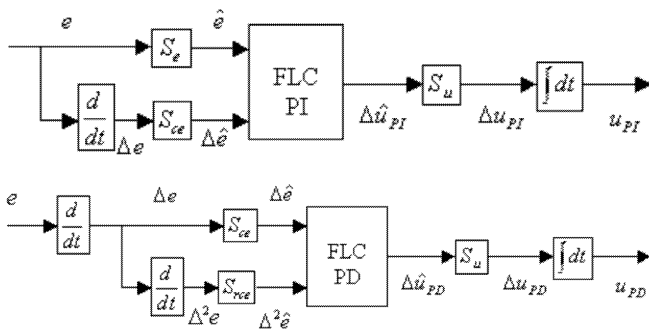 e
ê
S_e
FLC
PI
S_u
∫dt
d/dt
Δe
S_ce
Δê
Δû_PI
Δu_PI
u_PI
e
d/dt
Δe
S_ce
Δê
FLC
PD
S_u
∫dt
d/dt
Δ²e
S_rce
Δ²ê
Δû_PD
Δu_PD
u_PD